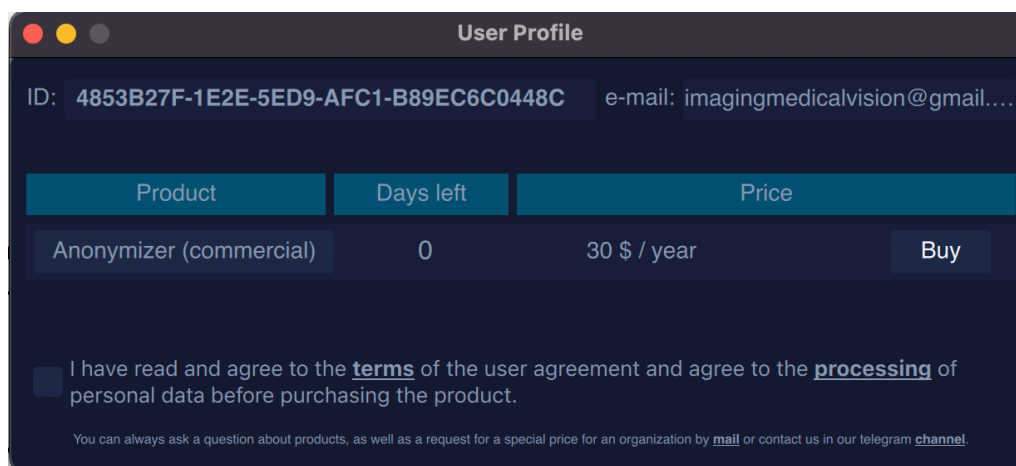 User Profile
ID: 4853B27F-1E2E-5ED9-AFC1-B89EC6C0448C e-mail: imagingmedicalvision@gmail....
Product Days left Price
Anonymizer (commercial) 0 30 $ / year Buy
I have read and agree to the terms of the user agreement and agree to the processing of
personal data before purchasing the product.
You can always ask a question about products, as well as a request for a special price for an organization by mail or contact us in our telegram channel.